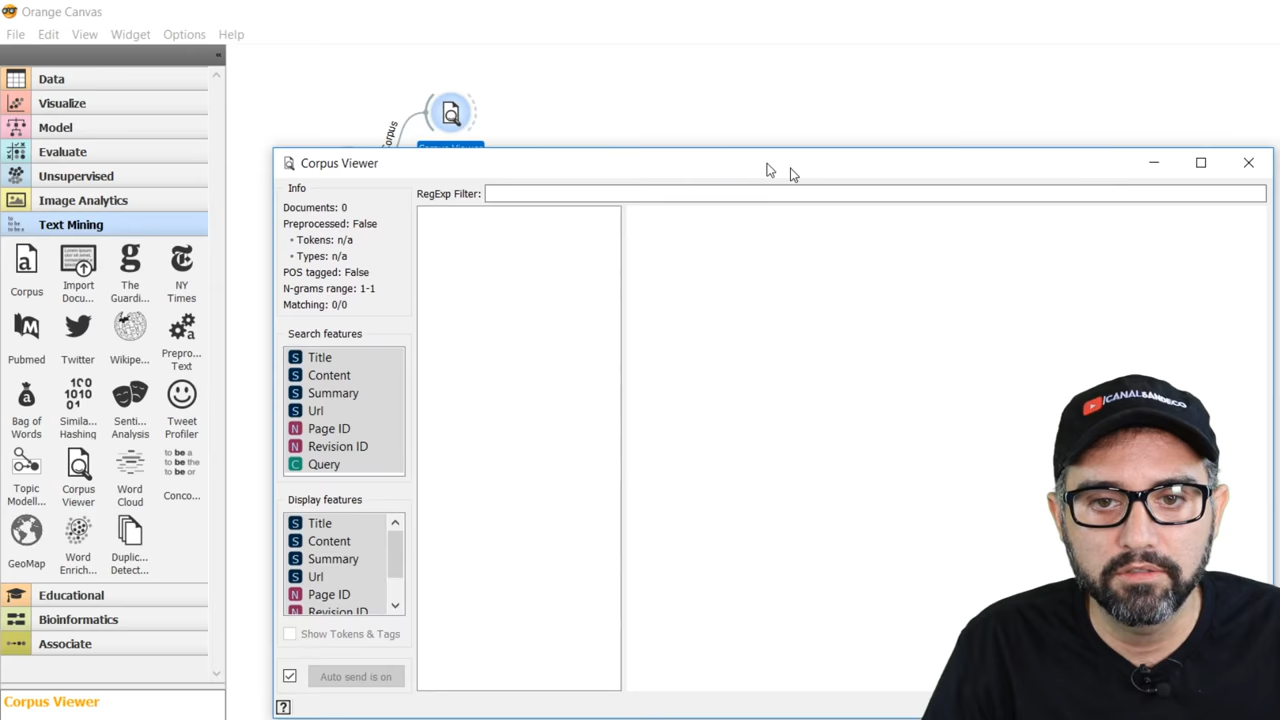 Orange Canvas
File Edit View Widget Options Help
«
Data
Visualize
Model
Evaluate
Unsupervised
Image Analytics
Text Mining
Corpus
Import Docu...
The Guardi...
NY Times
Pubmed
Twitter
Wikipe...
Prepro... Text
Bag of Words
Simila... Hashing
Senti... Analysis
Tweet Profiler
Topic Modell...
Corpus Viewer
Word Cloud
Conco...
GeoMap
Word Enrich...
Duplic... Detect...
Educational
Bioinformatics
Associate
Corpus Viewer
Corpus
Corpus Viewer
Corpus Viewer
Info
Documents: 0
Preprocessed: False
• Tokens: n/a
• Types: n/a
POS tagged: False
N-grams range: 1-1
Matching: 0/0
Search features
S Title
S Content
S Summary
S Url
N Page ID
N Revision ID
C Query
Display features
S Title
S Content
S Summary
S Url
N Page ID
N Revision ID
Show Tokens & Tags
Auto send is on
?
RegExp Filter:
/CANALSANDECO